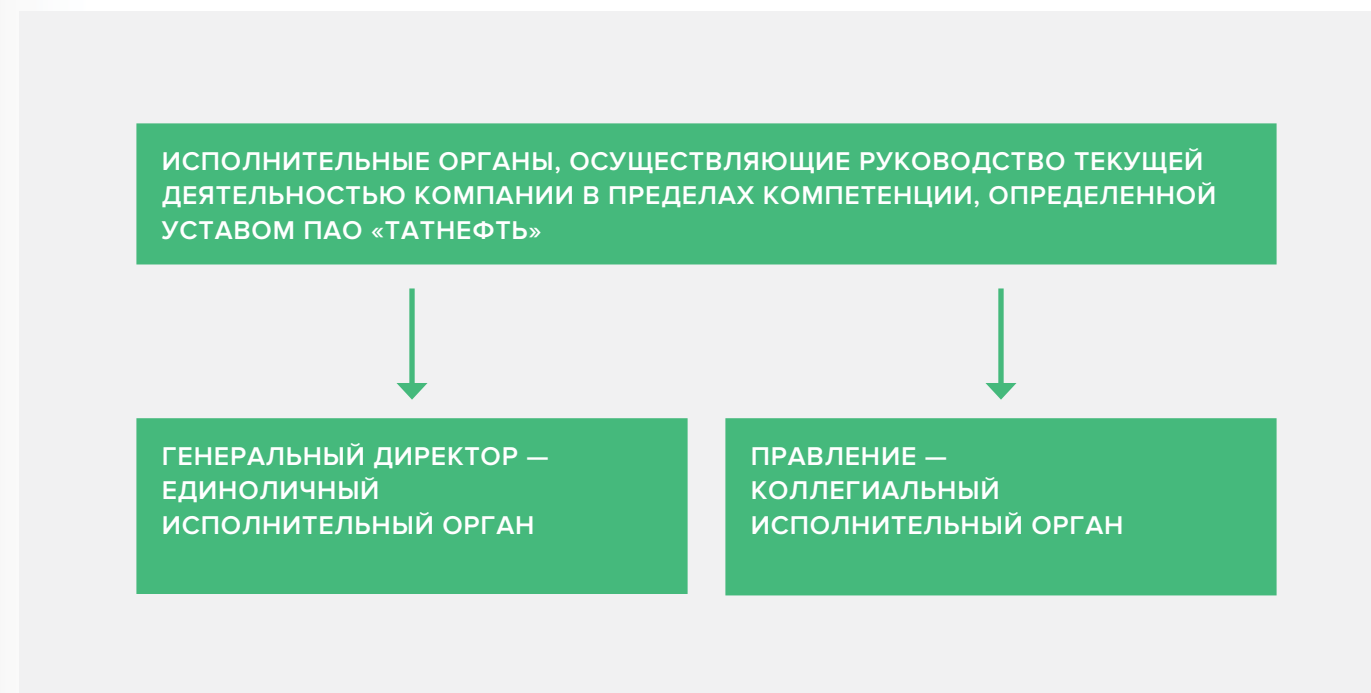 ИСПОЛНИТЕЛЬНЫЕ ОРГАНЫ, ОСУЩЕСТВЛЯЮЩИЕ РУКОВОДСТВО ТЕКУЩЕЙ
ДЕЯТЕЛЬНОСТЬЮ КОМПАНИИ В ПРЕДЕЛАХ КОМПЕТЕНЦИИ, ОПРЕДЕЛЕННОЙ
УСТАВОМ ПАО «ТАТНЕФТЬ»
ГЕНЕРАЛЬНЫЙ ДИРЕКТОР —
ЕДИНОЛИЧНЫЙ
ИСПОЛНИТЕЛЬНЫЙ ОРГАН
ПРАВЛЕНИЕ —
КОЛЛЕГИАЛЬНЫЙ
ИСПОЛНИТЕЛЬНЫЙ ОРГАН